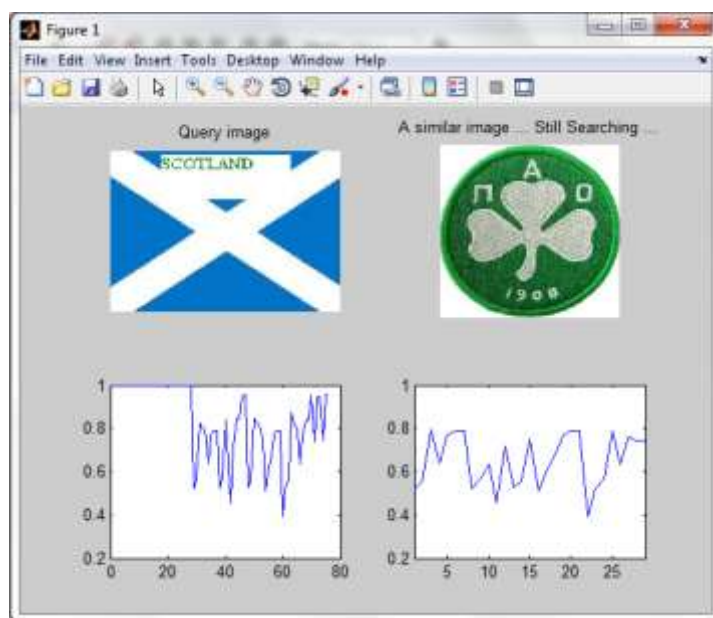 Figure 1
File Edit View Insert Tools Desktop Window Help
Query image
A similar image ... Still Searching ...
SCOTLAND
Π Α Ο
1908
1
0.8
0.6
0.4
0.2
0 20 40 60 80
1
0.8
0.6
0.4
0.2
5 10 15 20 25